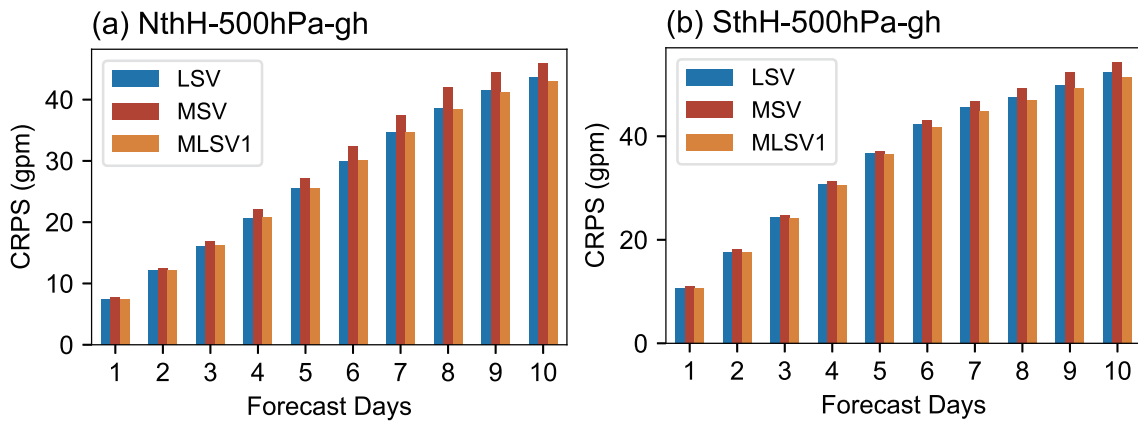 (a) NthH-500hPa-gh
CRPS (gpm)
40
30
20
10
0
LSV
MSV
MLSV1
1 2 3 4 5 6 7 8 9 10
Forecast Days
(b) SthH-500hPa-gh
CRPS (gpm)
40
20
0
LSV
MSV
MLSV1
1 2 3 4 5 6 7 8 9 10
Forecast Days